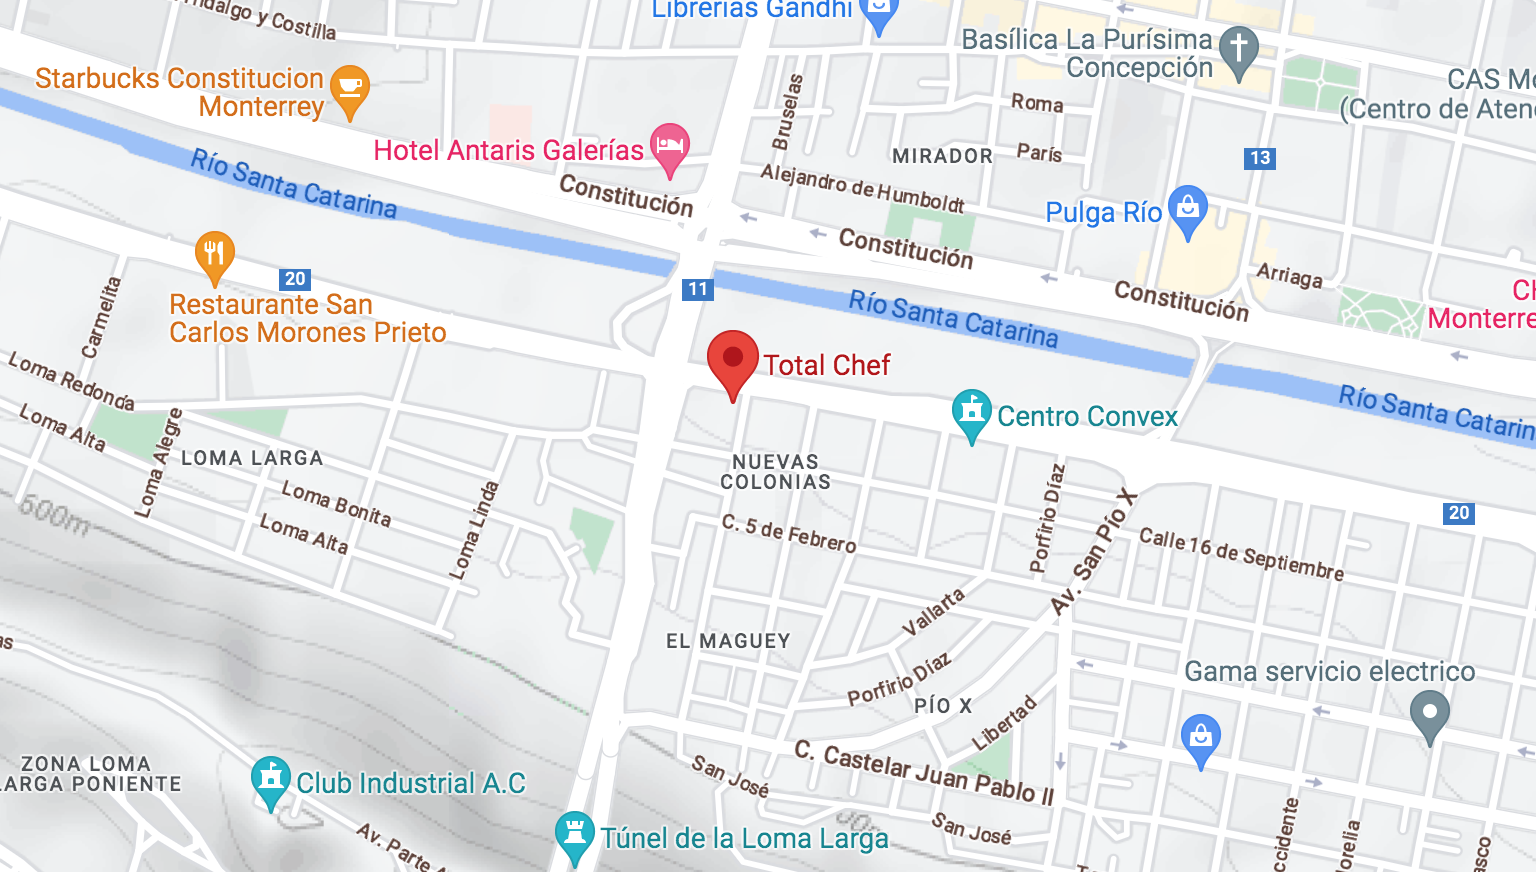 Hidalgo y Costilla
Librerías Gandhi
Starbucks Constitucion
Monterrey
Basílica La Purísima
Concepción
Bruselas
Roma
Hotel Antaris Galerías
MIRADOR
París
13
Río Santa Catarina
Constitución
Alejandro de Humboldt
Pulga Río
Constitución
Arriaga
20
11
Constitución
Carmelita
Restaurante San
Carlos Morones Prieto
Río Santa Catarina
Monterre
Loma Redonda
Total Chef
Río Santa Catarina
Loma Alta
Centro Convex
Loma Alegre
LOMA LARGA
NUEVAS
COLONIAS
600m
Loma Bonita
Loma Linda
Loma Alta
C. 5 de Febrero
Porfirio Díaz
Av. San Pío X
20
Calle 16 de Septiembre
Vallarta
EL MAGUEY
Porfirio Díaz
Gama servicio electrico
PÍO X
Libertad
ZONA LOMA
LARGA PONIENTE
Club Industrial A.C
San José
C. Castelar Juan Pablo II
Av. Parte A
Túnel de la Loma Larga
San José
CAS Mo
(Centro de Aten